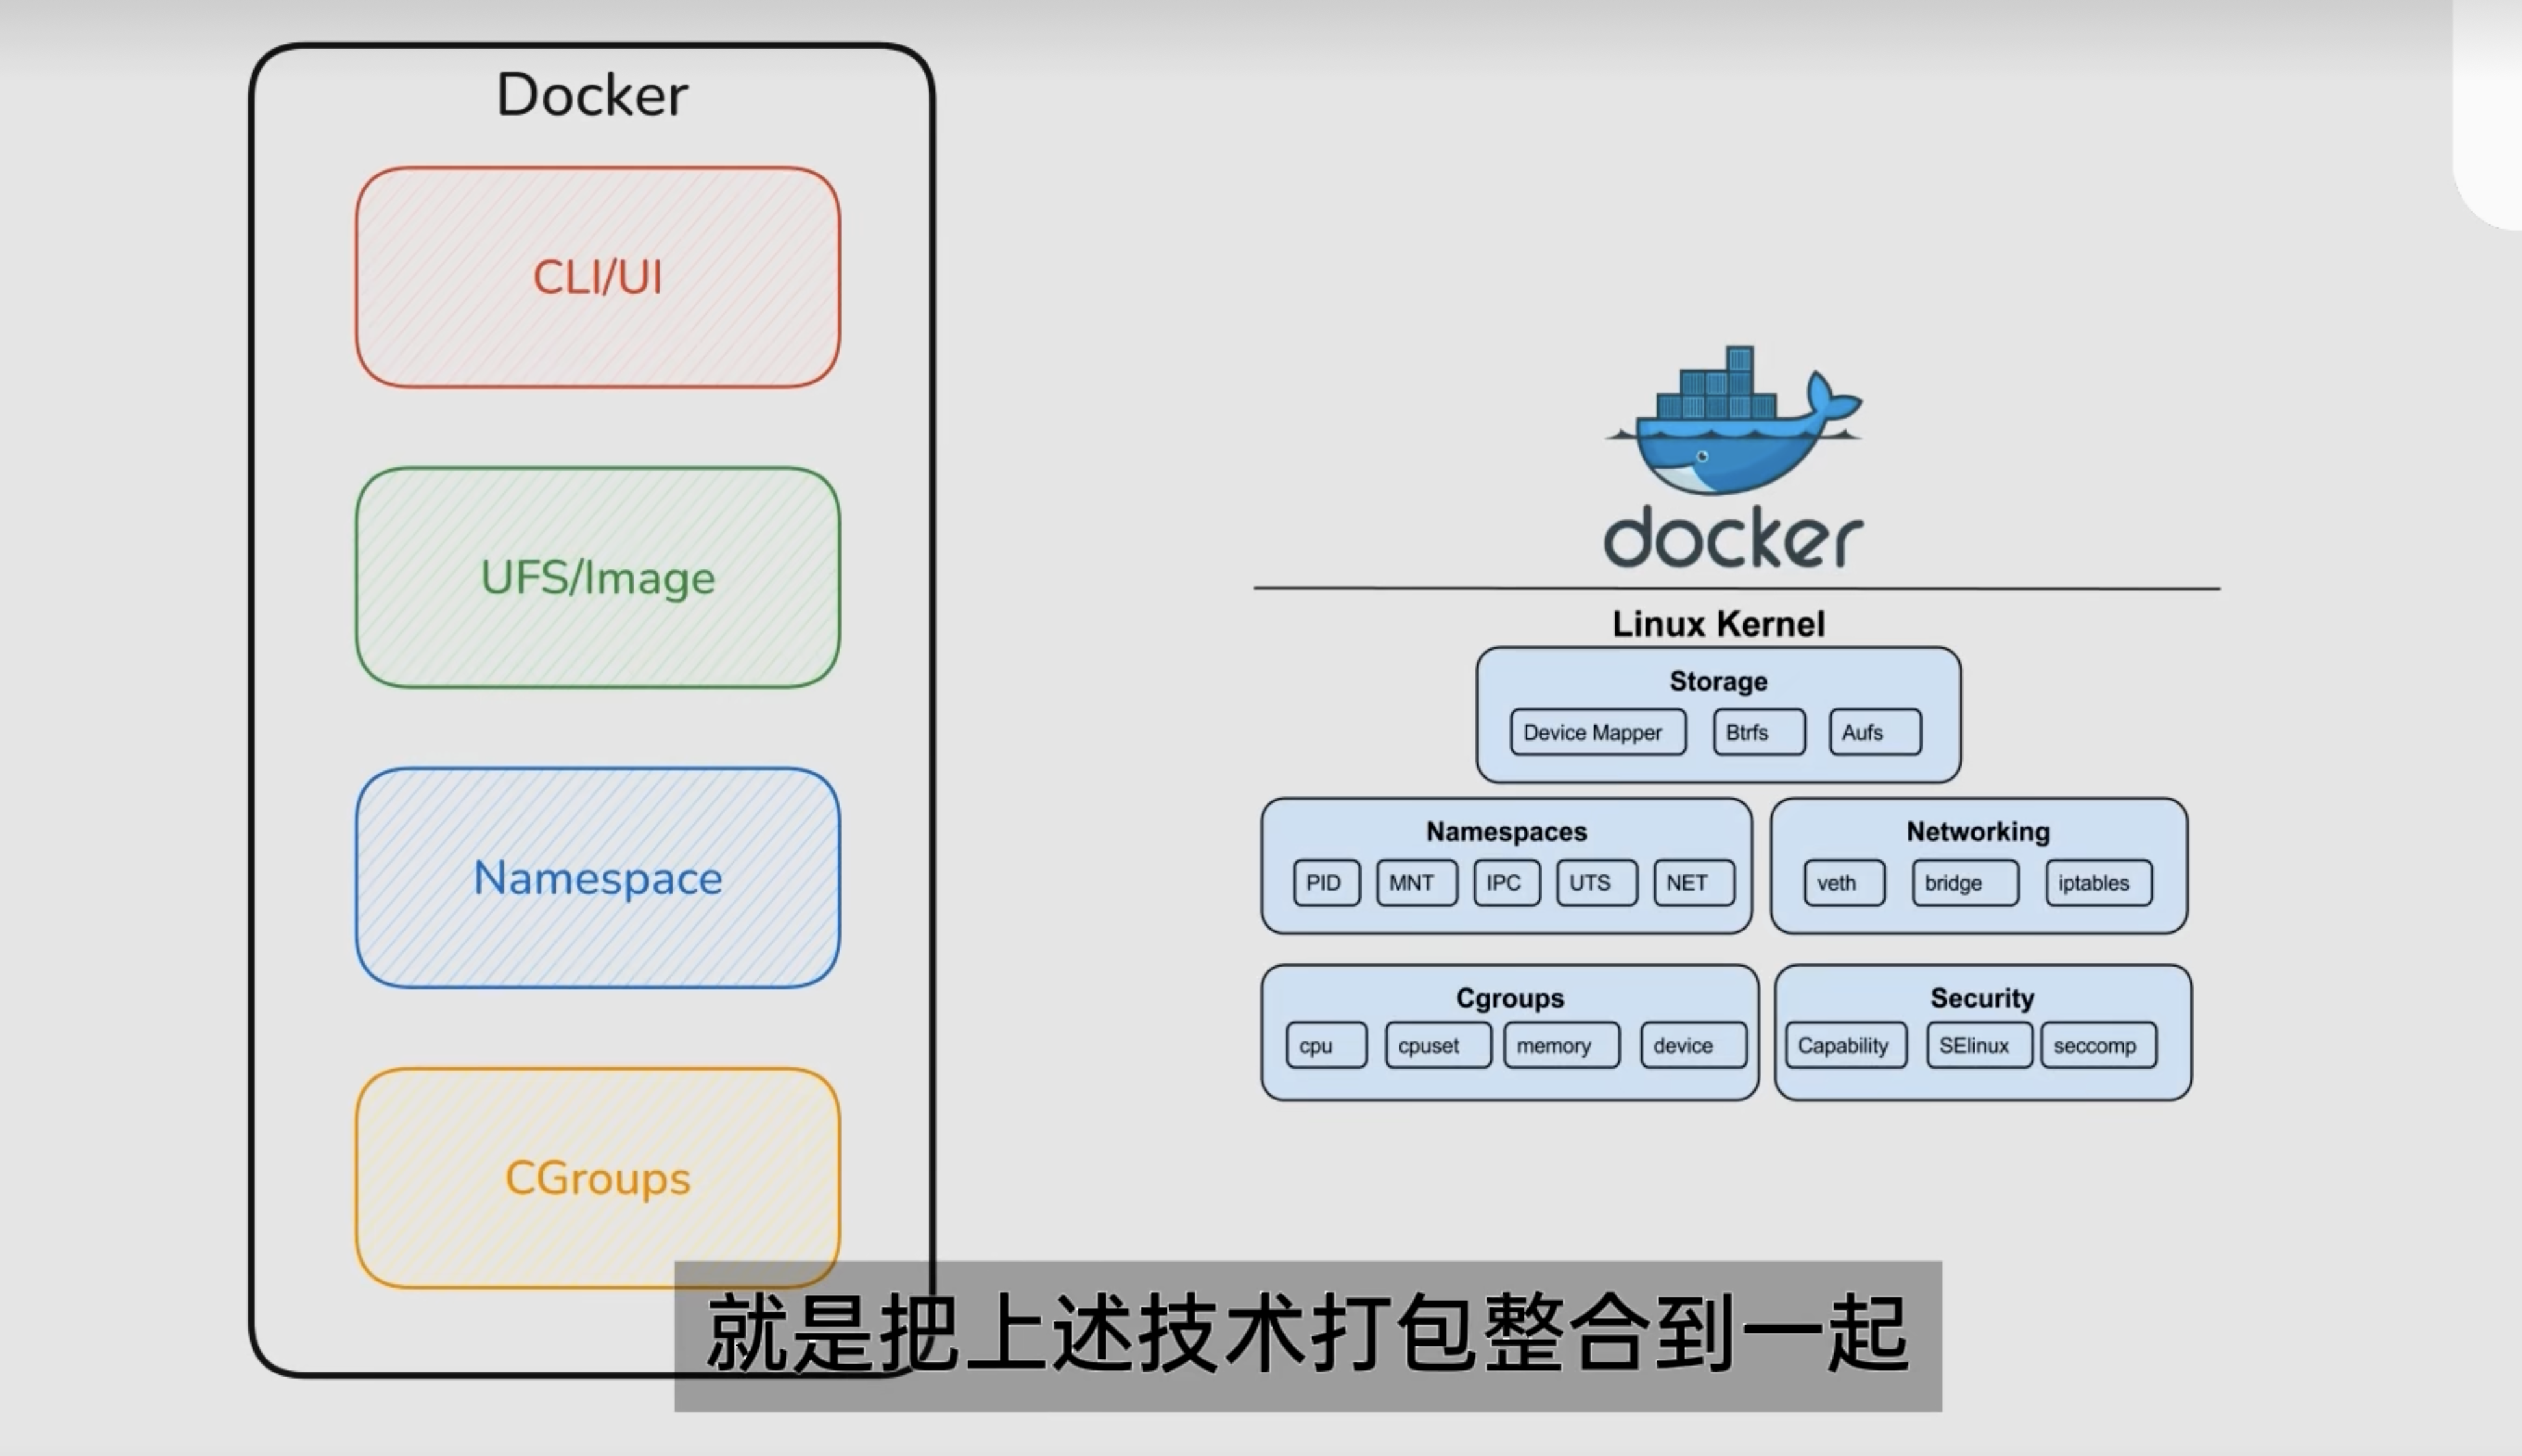 Docker
CLI/UI
UFS/Image
Namespace
CGroups
docker
Linux Kernel
Storage
Device Mapper Btrfs Aufs
Namespaces
PID MNT IPC UTS NET
Networking
veth bridge iptables
Cgroups
cpu cpuset memory device
Security
Capability SElinux seccomp
就是把上述技术打包整合到一起